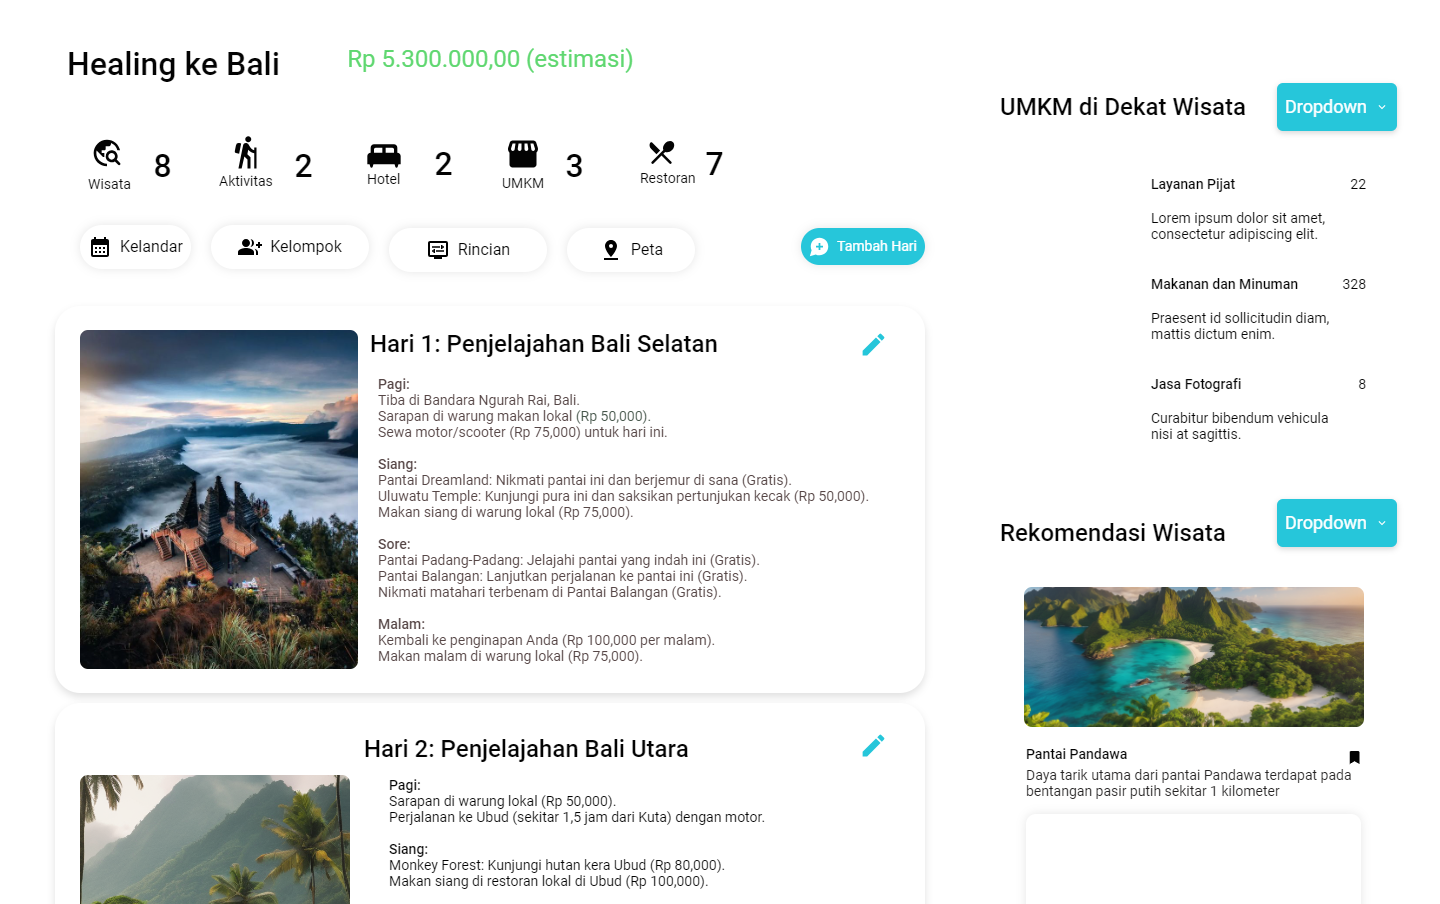 Healing ke Bali
Rp 5.300.000,00 (estimasi)
Wisata
8
Aktivitas
2
Hotel
2
UMKM
3
Restoran
7
Kelandar
Kelompok
Rincian
Peta
Tambah Hari
Hari 1: Penjelajahan Bali Selatan
Pagi:
Tiba di Bandara Ngurah Rai, Bali.
Sarapan di warung makan lokal (Rp 50,000).
Sewa motor/scooter (Rp 75,000) untuk hari ini.
Siang:
Pantai Dreamland: Nikmati pantai ini dan berjemur di sana (Gratis).
Uluwatu Temple: Kunjungi pura ini dan saksikan pertunjukan kecak (Rp 50,000).
Makan siang di warung lokal (Rp 75,000).
Sore:
Pantai Padang-Padang: Jelajahi pantai yang indah ini (Gratis).
Pantai Balangan: Lanjutkan perjalanan ke pantai ini (Gratis).
Nikmati matahari terbenam di Pantai Balangan (Gratis).
Malam:
Kembali ke penginapan Anda (Rp 100,000 per malam).
Makan malam di warung lokal (Rp 75,000).
Hari 2: Penjelajahan Bali Utara
Pagi:
Sarapan di warung lokal (Rp 50,000).
Perjalanan ke Ubud (sekitar 1,5 jam dari Kuta) dengan motor.
Siang:
Monkey Forest: Kunjungi hutan kera Ubud (Rp 80,000).
Makan siang di restoran lokal di Ubud (Rp 100,000).
UMKM di Dekat Wisata
Dropdown
Layanan Pijat
22
Lorem ipsum dolor sit amet,
consectetur adipiscing elit.
Makanan dan Minuman
328
Praesent id sollicitudin diam,
mattis dictum enim.
Jasa Fotografi
8
Curabitur bibendum vehicula
nisi at sagittis.
Rekomendasi Wisata
Dropdown
Pantai Pandawa
Daya tarik utama dari pantai Pandawa terdapat pada
bentangan pasir putih sekitar 1 kilometer